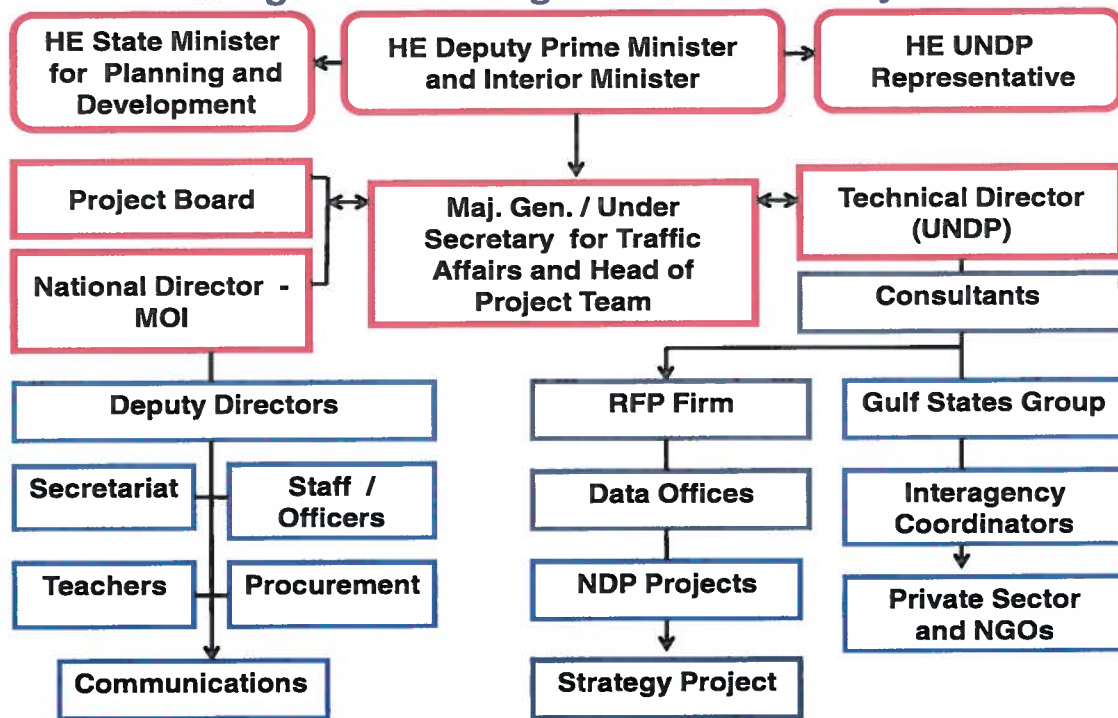 HE State Minister
for Planning and
Development
HE Deputy Prime Minister
and Interior Minister
HE UNDP
Representative
Project Board
National Director -
MOI
Maj. Gen. / Under
Secretary for Traffic
Affairs and Head of
Project Team
Technical Director
(UNDP)
Consultants
Deputy Directors
RFP Firm
Gulf States Group
Secretariat
Staff /
Officers
Data Offices
Interagency
Coordinators
Teachers
Procurement
NDP Projects
Private Sector
and NGOs
Communications
Strategy Project